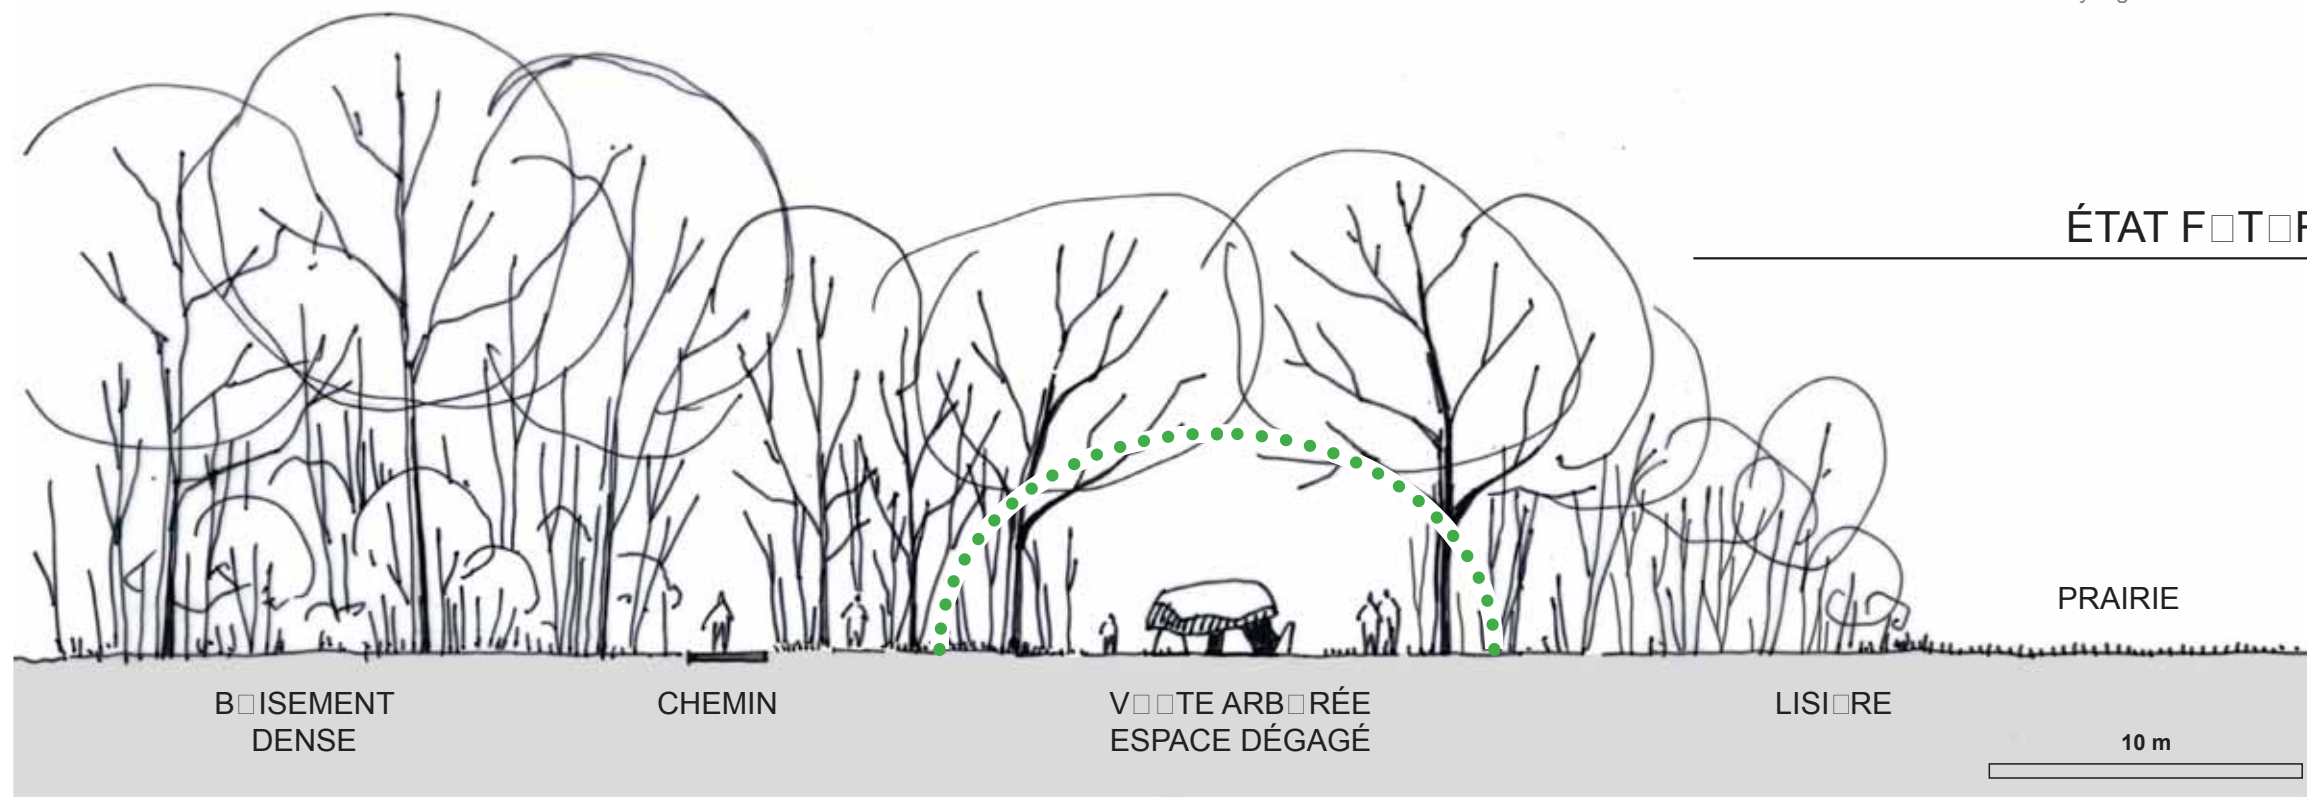 ÉTAT F□T□R
PRAIRIE
B□ISEMENT
DENSE
CHEMIN
V□□TE ARB□RÉE
ESPACE DÉGAGÉ
LISI□RE
10 m